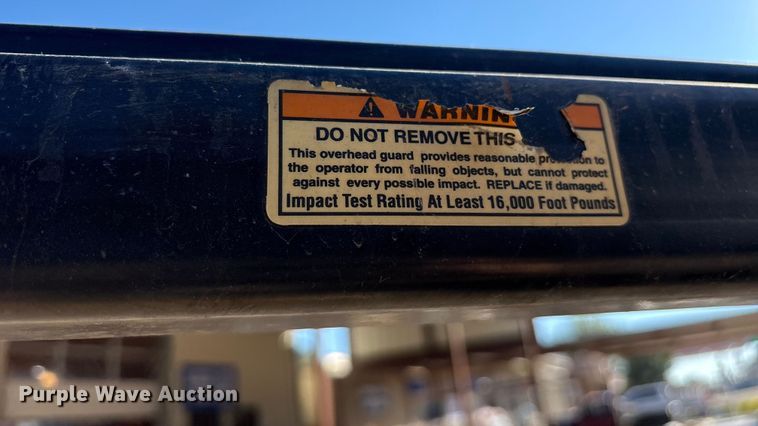 WARNIN
DO NOT REMOVE THIS
This overhead guard provides reasonable pro on to
the operator from falling objects, but cannot protect
against every possible impact. REPLACE if damaged.
Impact Test Rating At Least 16,000 Foot Pounds
Purple Wave Auction